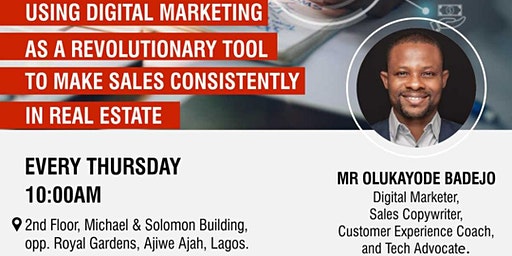 USING DIGITAL MARKETING
AS A REVOLUTIONARY TOOL
TO MAKE SALES CONSISTENTLY
IN REAL ESTATE
EVERY THURSDAY
10:00AM
2nd Floor, Michael & Solomon Building,
opp. Royal Gardens, Ajiwe Ajah, Lagos.
MR OLUKAYODE BADEJO
Digital Marketer,
Sales Copywriter,
Customer Experience Coach,
and Tech Advocate.